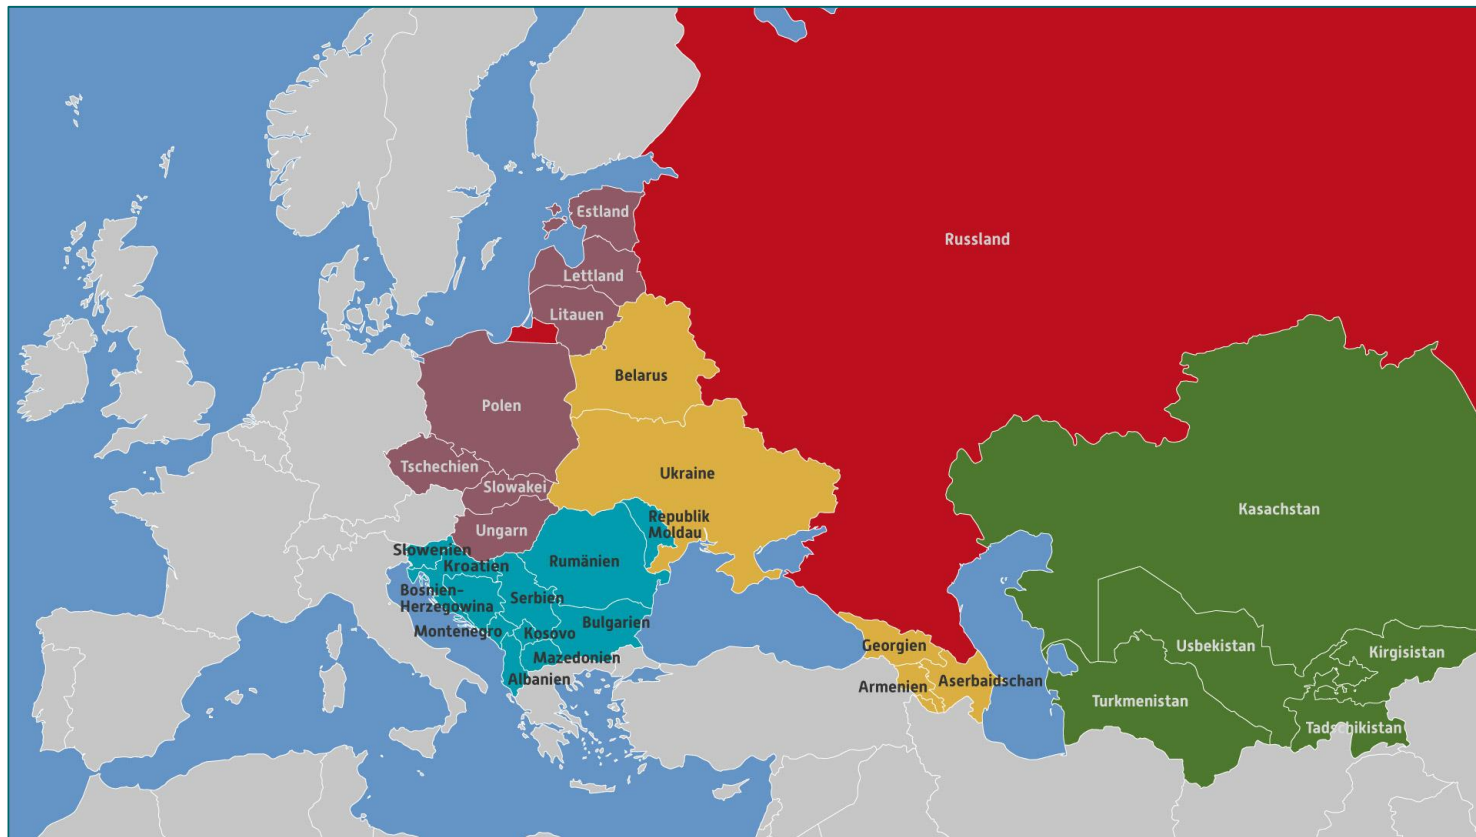 Estland
Russland
Lettland
Litauen
Belarus
Polen
Tschechien
Ukraine
Slowakei
Kasachstan
Republik
Moldau
Ungarn
Slowenien
Kroatien
Rumänien
Bosnien-
Herzegowina
Serbien
Bulgarien
Montenegro
Kosovo
Georgien
Usbekistan
Kirgisistan
Mazedonien
Albanien
Armenien
Aserbaidschan
Turkmenistan
Tadschikistan